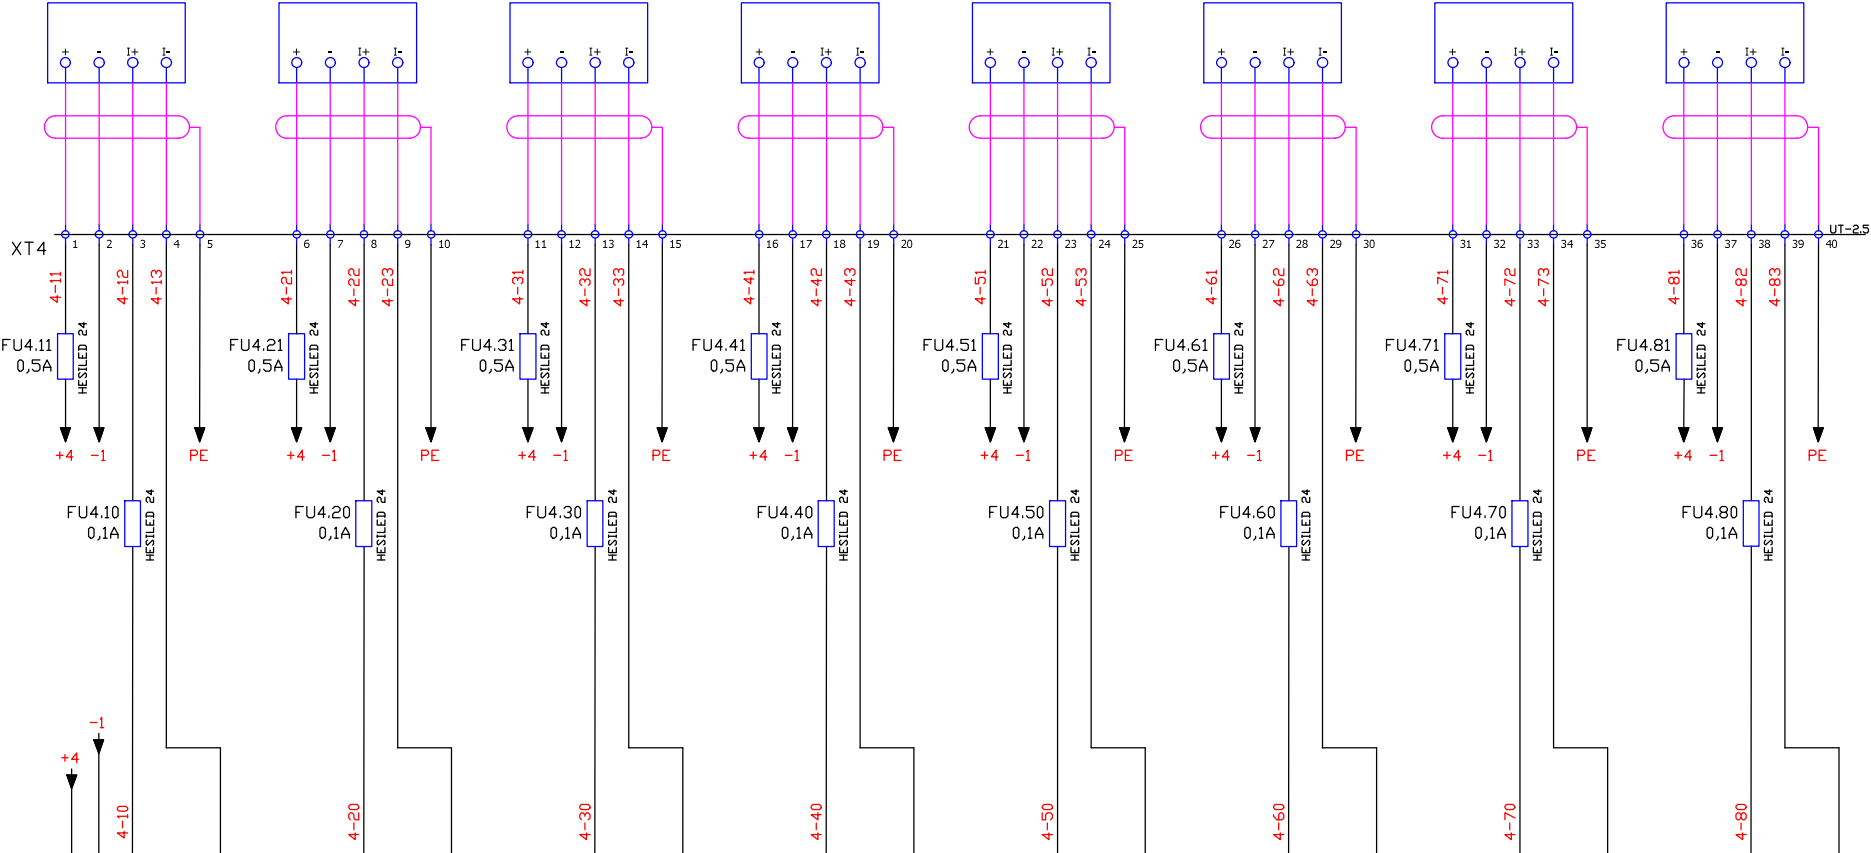 + - I+ I- + - I+ I- + - I+ I- + - I+ I- + - I+ I- + - I+ I- + - I+ I- + - I+ I-
UT-2.5
XT4 1 2 3 4 5 6 7 8 9 10 11 12 13 14 15 16 17 18 19 20 21 22 23 24 25 26 27 28 29 30 31 32 33 34 35 36 37 38 39 40
4-11 4-12 4-13 4-21 4-22 4-23 4-31 4-32 4-33 4-41 4-42 4-43 4-51 4-52 4-53 4-61 4-62 4-63 4-71 4-72 4-73 4-81 4-82 4-83
FU4.11 HESILED 24 FU4.21 HESILED 24 FU4.31 HESILED 24 FU4.41 HESILED 24 FU4.51 HESILED 24 FU4.61 HESILED 24 FU4.71 HESILED 24 FU4.81 HESILED 24
0,5A 0,5A 0,5A 0,5A 0,5A 0,5A 0,5A 0,5A
+4 -1 PE +4 -1 PE +4 -1 PE +4 -1 PE +4 -1 PE +4 -1 PE +4 -1 PE +4 -1 PE
FU4.10 HESILED 24 FU4.20 HESILED 24 FU4.30 HESILED 24 FU4.40 HESILED 24 FU4.50 HESILED 24 FU4.60 HESILED 24 FU4.70 HESILED 24 FU4.80 HESILED 24
0,1A 0,1A 0,1A 0,1A 0,1A 0,1A 0,1A 0,1A
-1
+4
4-10 4-20 4-30 4-40 4-50 4-60 4-70 4-80